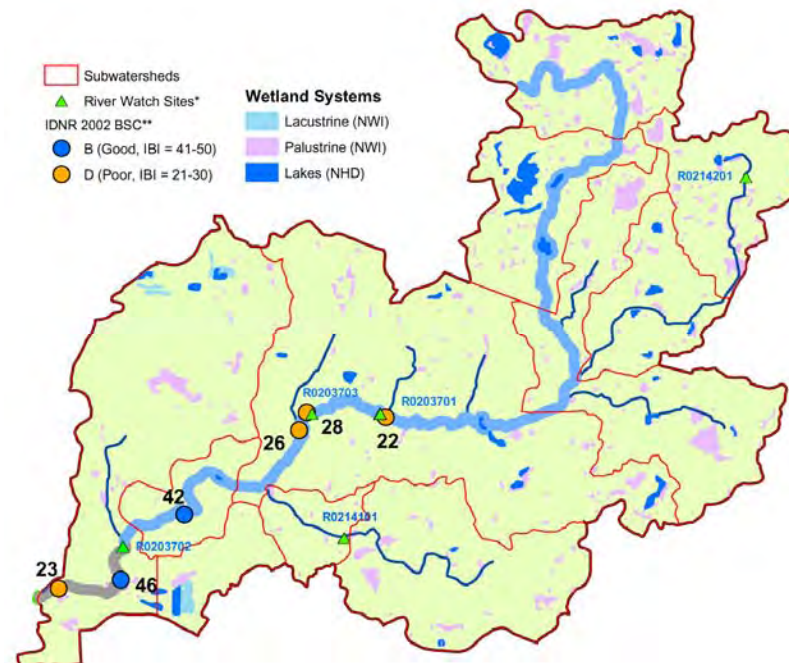 Subwatersheds
River Watch Sites*
IDNR 2002 BSC**
B (Good, IBI = 41-50)
D (Poor, IBI = 21-30)
Wetland Systems
Lacustrine (NWI)
Palustrine (NWI)
Lakes (NHD)
R0214201
R0203703
R0203701
28
26
22
42
R0214101
R0203702
23
46